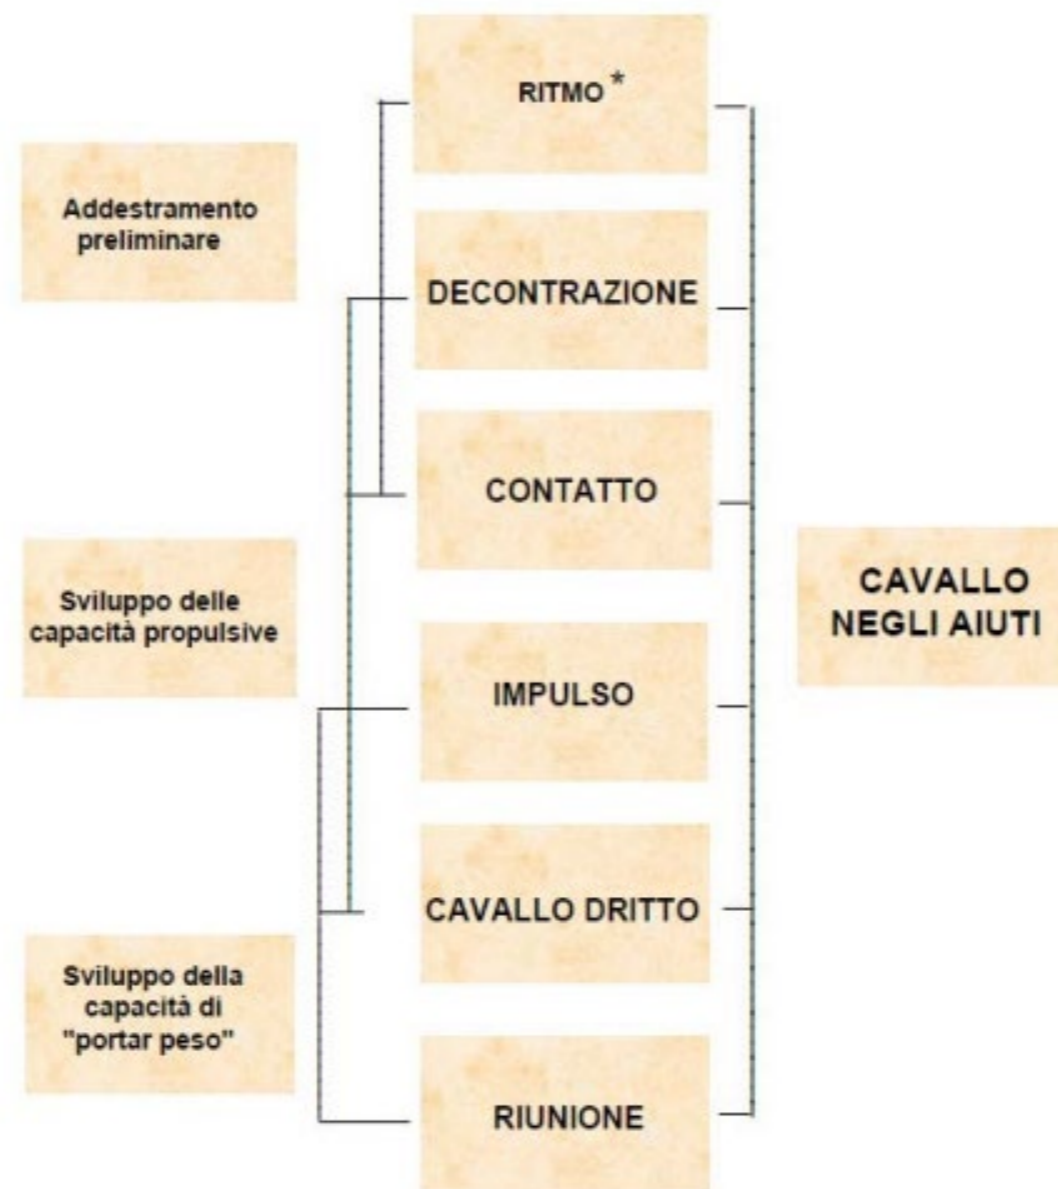 RITMO *
Addestramento
preliminare
DECONTRAZIONE
CONTATTO
Sviluppo delle
capacità propulsive
CAVALLO
NEGLI AIUTI
IMPULSO
CAVALLO DRITTO
Sviluppo della
capacità di
"portar peso"
RIUNIONE